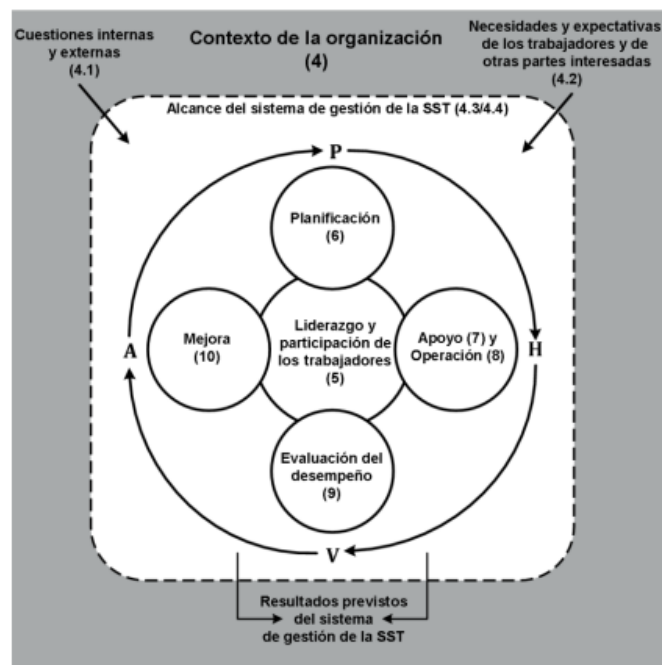 Cuestiones internas
y externas
(4.1)
Contexto de la organización
(4)
Necesidades y expectativas
de los trabajadores y de
otras partes interesadas
(4.2)
Alcance del sistema de gestión de la SST (4.3/4.4)
P
Planificación
(6)
A
Mejora
(10)
Liderazgo y
participación de
los trabajadores
(5)
Apoyo (7) y
Operación (8)
H
Evaluación del
desempeño
(9)
V
Resultados previstos
del sistema
de gestión de la SST